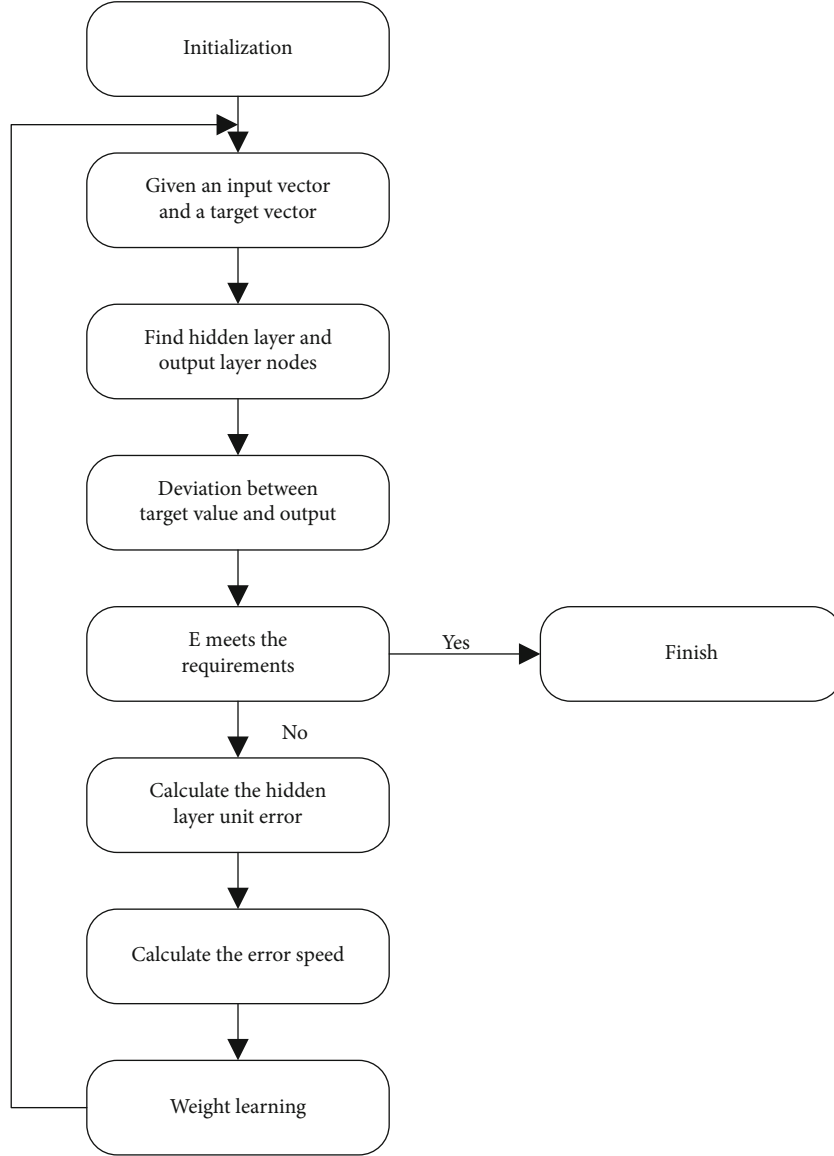 Initialization
Given an input vector
and a target vector
Find hidden layer and
output layer nodes
Deviation between
target value and output
E meets the
requirements
Yes
Finish
No
Calculate the hidden
layer unit error
Calculate the error speed
Weight learning